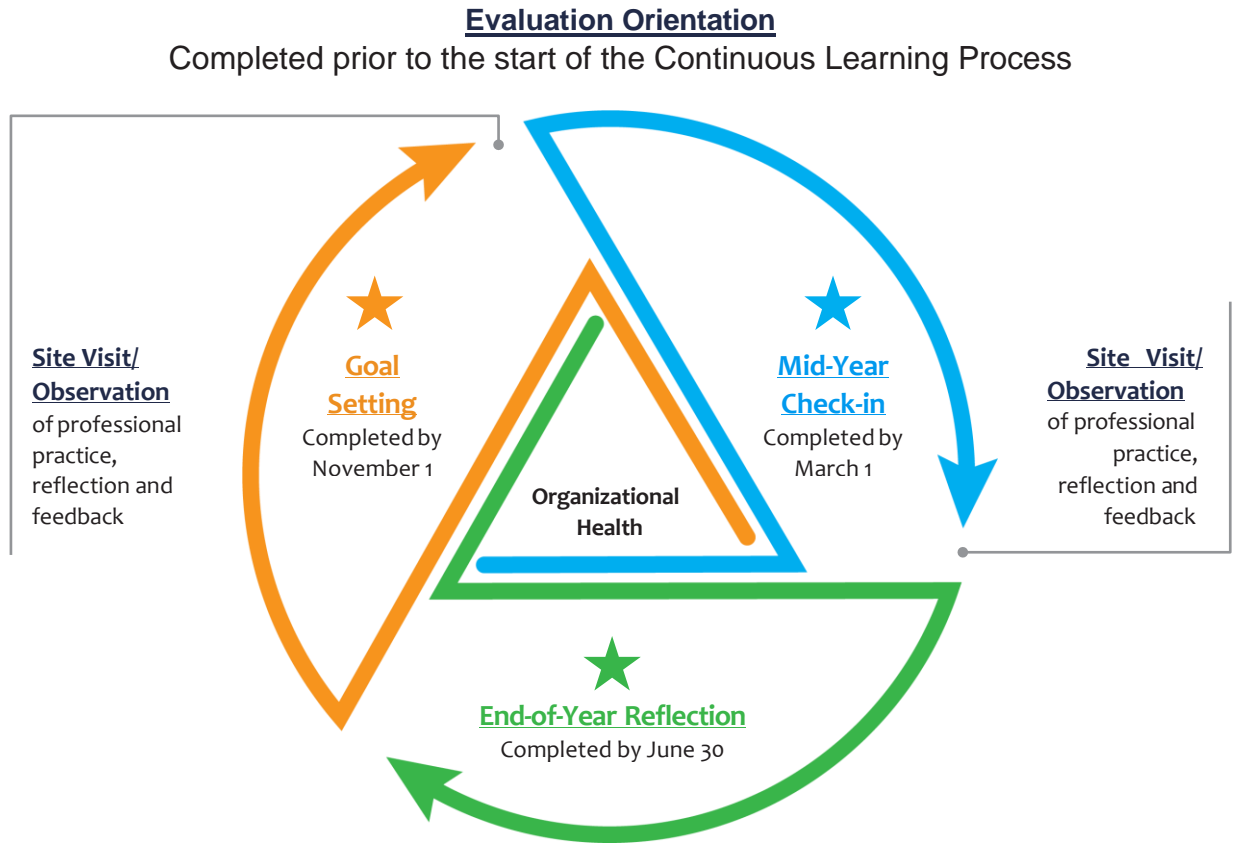 Evaluation Orientation
Completed prior to the start of the Continuous Learning Process
Site Visit/
Observation
of professional
practice,
reflection and
feedback
Goal
Setting
Completed by
November 1
Mid-Year
Check-in
Completed by
March 1
Site Visit/
Observation
of professional
practice,
reflection and
feedback
Organizational
Health
End-of-Year Reflection
Completed by June 30